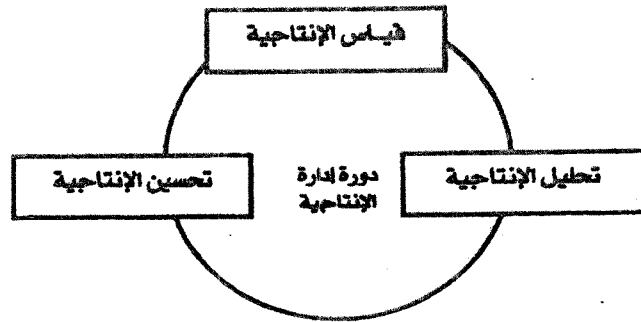 قياس الإنتاجية
تحليل الإنتاجية
دورة إدارة
الإنتاجية
تحسين الإنتاجية